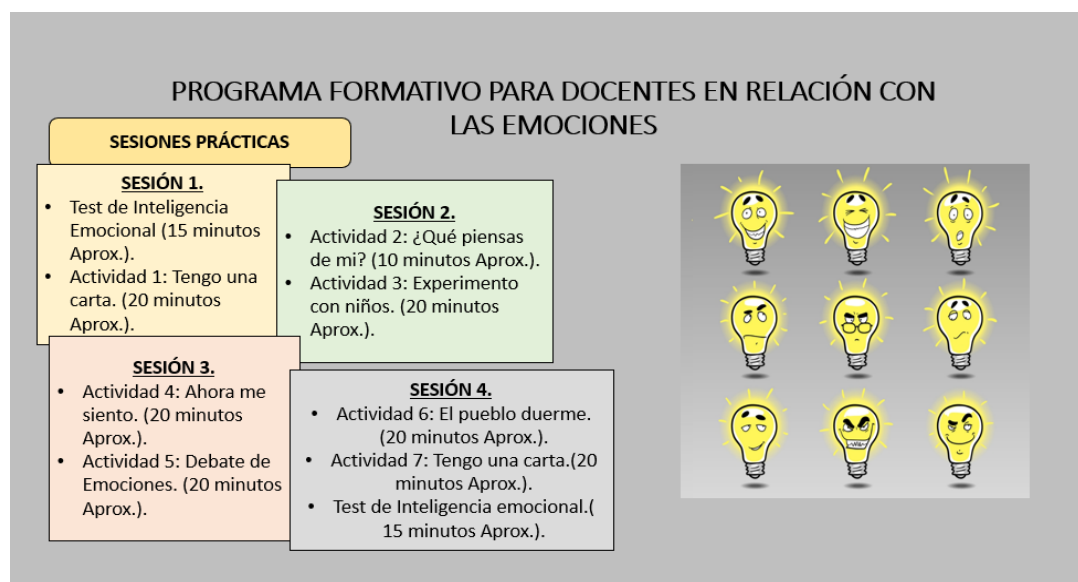 PROGRAMA FORMATIVO PARA DOCENTES EN RELACIÓN CON
LAS EMOCIONES
SESIONES PRÁCTICAS
SESIÓN 1.
• Test de Inteligencia
Emocional (15 minutos
Aprox.).
• Actividad 1: Tengo una
carta. (20 minutos
Aprox.).
SESIÓN 2.
• Actividad 2: ¿Qué piensas
de mi? (10 minutos Aprox.).
• Actividad 3: Experimento
con niños. (20 minutos
Aprox.).
SESIÓN 3.
• Actividad 4: Ahora me
siento. (20 minutos
Aprox.).
• Actividad 5: Debate de
Emociones. (20 minutos
Aprox.).
SESIÓN 4.
• Actividad 6: El pueblo duerme.
(20 minutos Aprox.).
• Actividad 7: Tengo una carta.(20
minutos Aprox.).
• Test de Inteligencia emocional.(
15 minutos Aprox.).